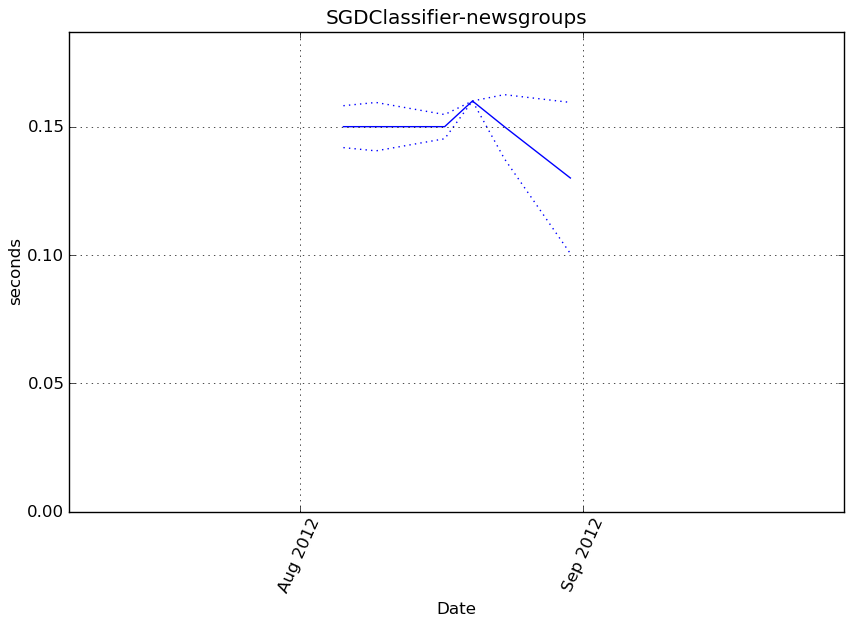 SGDClassifier-newsgroups
0.15
0.10
0.05
0.00
seconds
Aug 2012
Sep 2012
Date